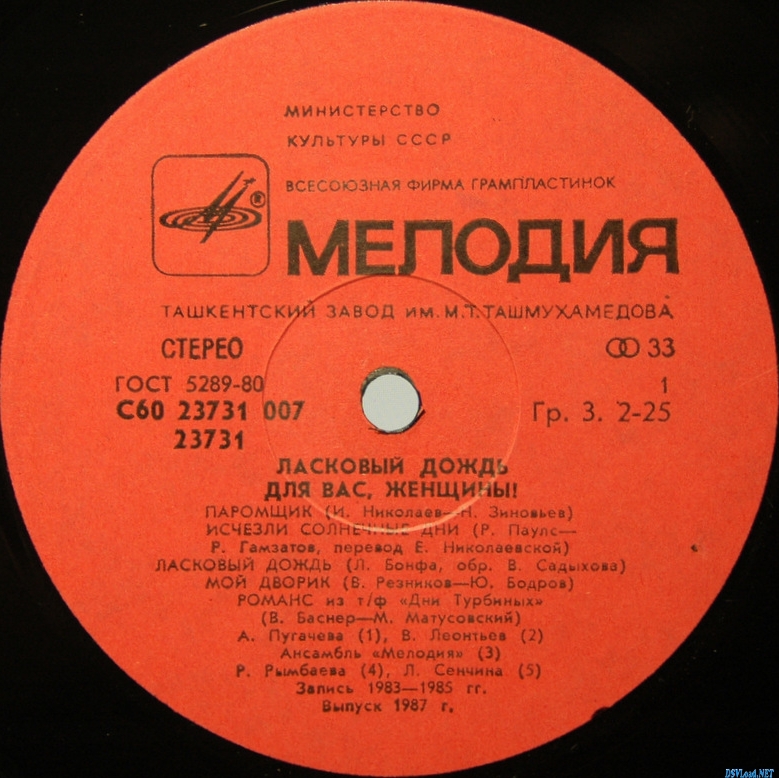 МИНИСТЕРСТВО
КУЛЬТУРЫ СССР
®
ВСЕСОЮЗНАЯ ФИРМА ГРАМПЛАСТИНОК
МЕЛОДИЯ
ТАШКЕНТСКИЙ ЗАВОД ИМ. М.Т.ТАШМУХАМЕДОВА
СТЕРЕО 33
ГОСТ 5289-80 1
С60 23731 007 Гр. 3. 2-25
23731
ЛАСКОВЫЙ ДОЖДЬ
ДЛЯ ВАС, ЖЕНЩИНЫ!
ПАРОМЩИК (И. Николаев—Н. Зиновьев)
ИСЧЕЗЛИ СОЛНЕЧНЫЕ ДНИ (Р. Паулс—
Р. Гамзатов, перевод Е. Николаевской)
ЛАСКОВЫЙ ДОЖДЬ (Л. Бонфа, обр. В. Садыхова)
МОЙ ДВОРИК (В. Резников—Ю. Бодров)
РОМАНС из т/ф «Дни Турбиных»
(В. Баснер—М. Матусовский)
А. Пугачева (1), В. Леонтьев (2)
Ансамбль «Мелодия» (3)
Р. Рымбаева (4), Л. Сенчина (5)
Запись 1983—1985 гг.
Выпуск 1987 г.
DSVLoad.NET